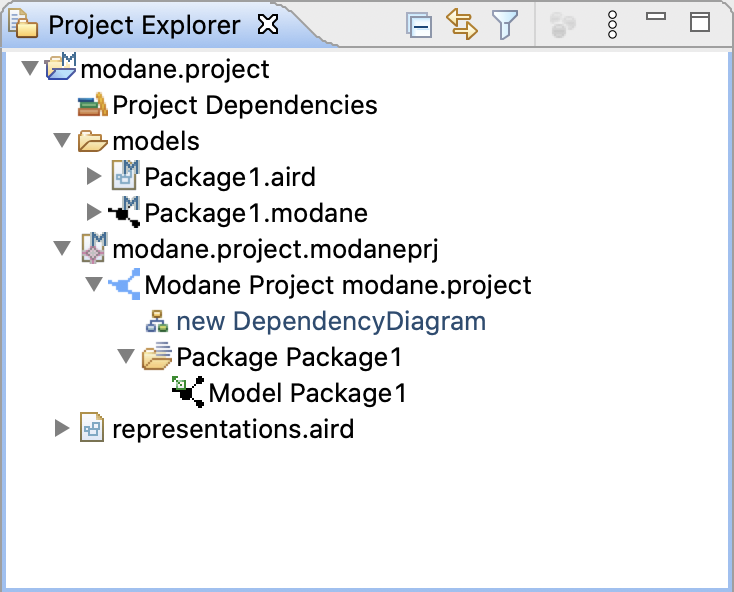 Project Explorer
modane.project
Project Dependencies
models
Package1.aird
Package1.modane
modane.project.modaneprj
Modane Project modane.project
new DependencyDiagram
Package Package1
Model Package1
representations.aird